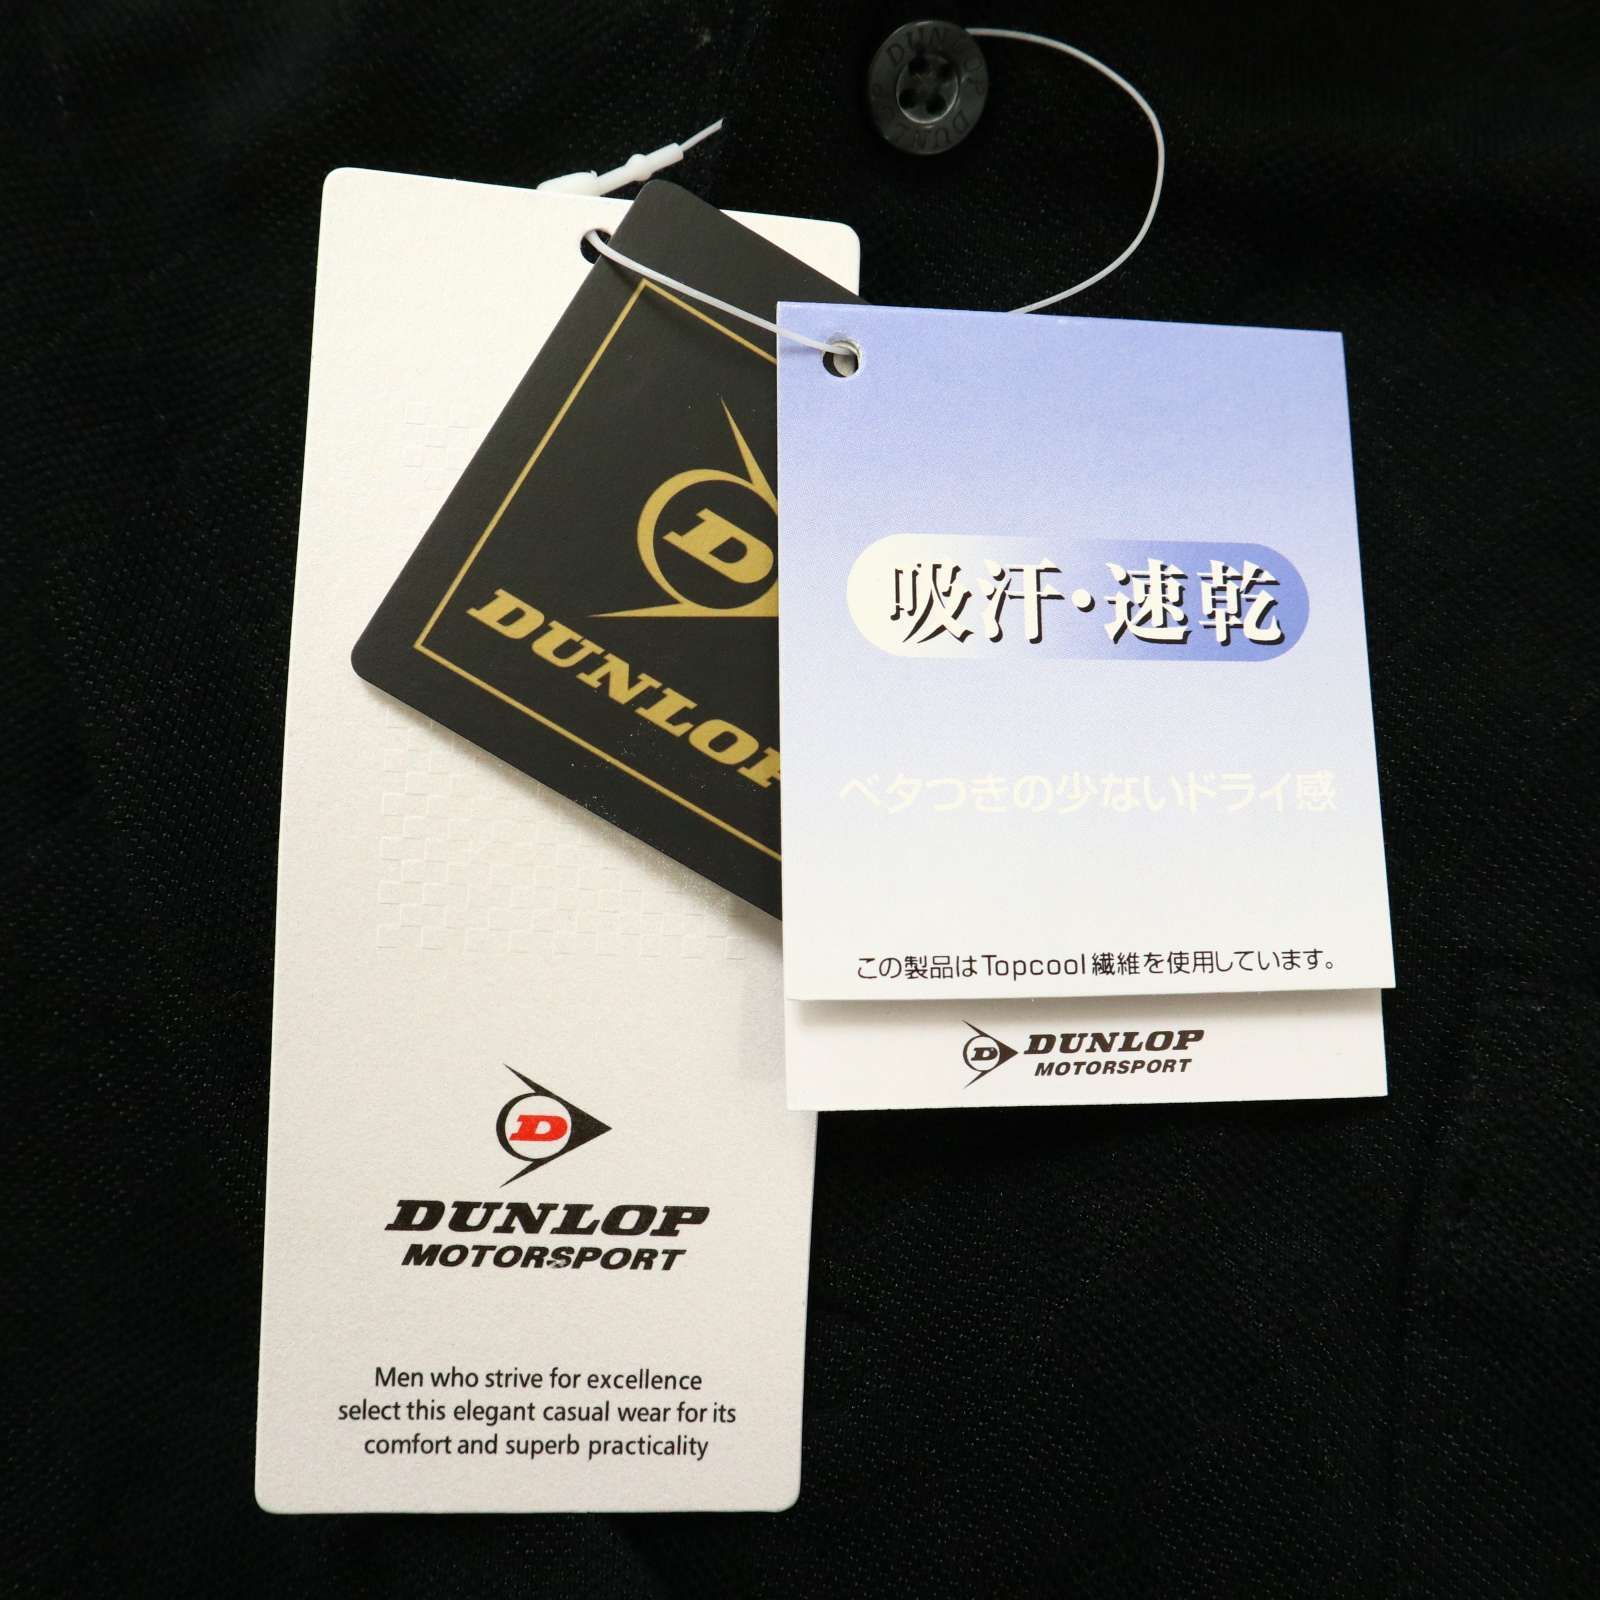 DUNLOP
D
DUNLOP
吸汗・速乾
ベタつきの少ないドライ感
この製品はTopcool繊維を使用しています。
D DUNLOP
MOTORSPORT
D
DUNLOP
MOTORSPORT
Men who strive for excellence
select this elegant casual wear for its
comfort and superb practicality